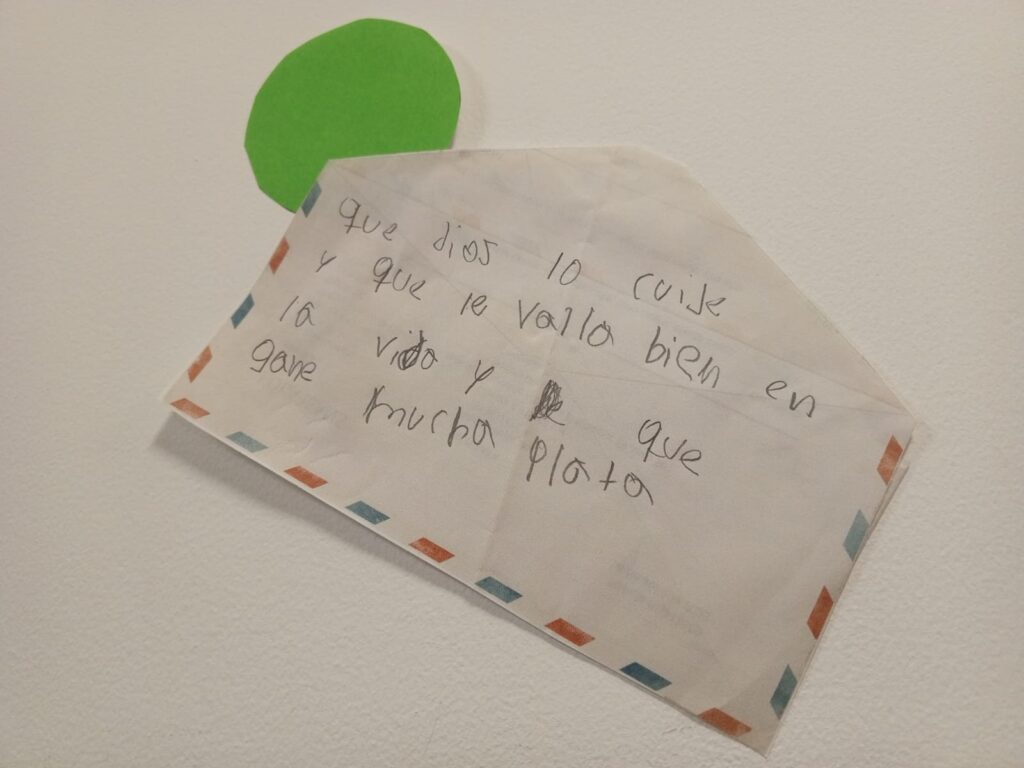 que dios lo cuide
y que le valla bien en
la vida y que
gane mucha plata